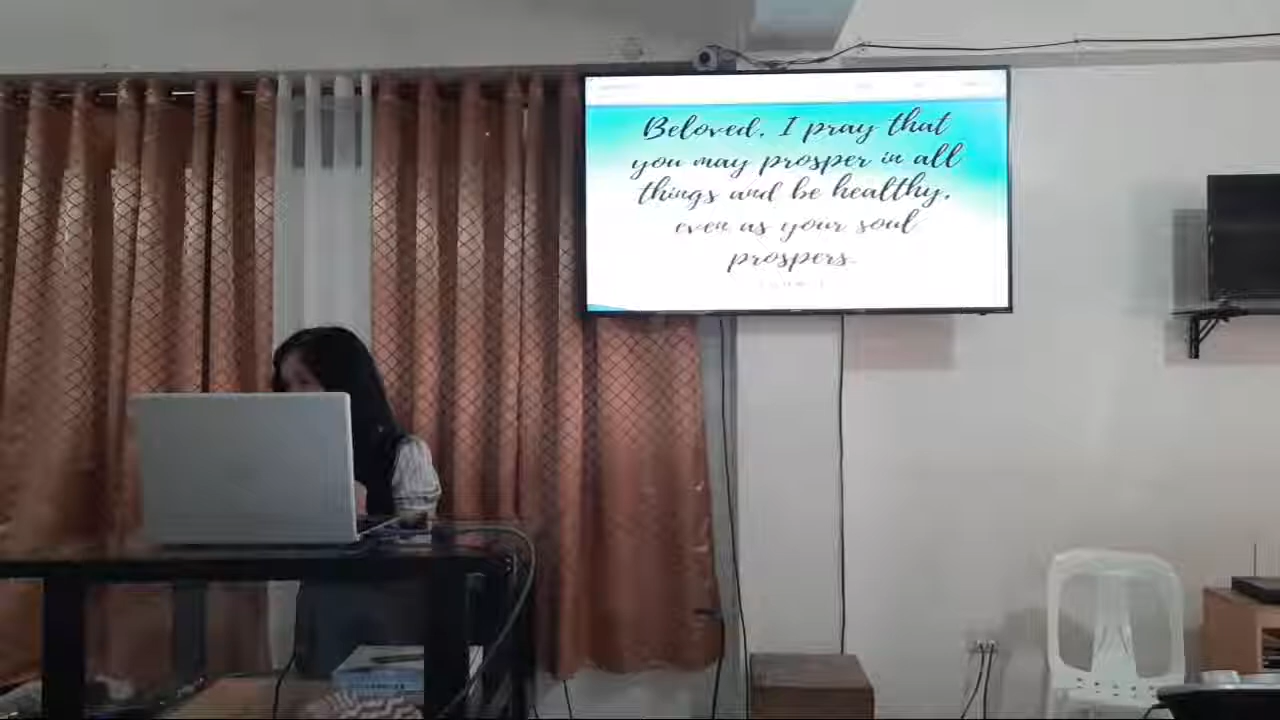 Beloved, I pray that
you may prosper in all
things and be healthy,
even as your soul
prospers.